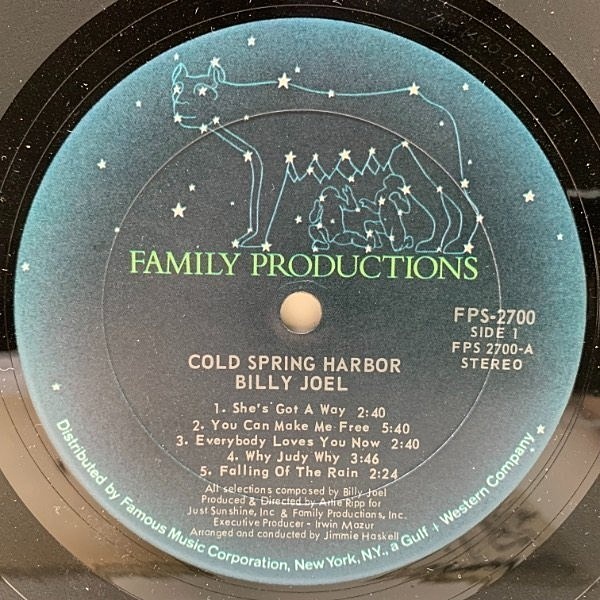 FAMILY PRODUCTIONS
FPS-2700
SIDE 1
FPS 2700-A
STEREO
COLD SPRING HARBOR
BILLY JOEL
1. She's Got A Way 2:40
2. You Can Make Me Free 5:40
3. Everybody Loves You Now 2:40
4. Why Judy Why 3:46
5. Falling Of The Rain 2:24
All selections composed by Billy Joel
Produced & Directed by Artie Ripp for
Just Sunshine, Inc & Family Productions, Inc.
Executive Producer - Irwin Mazur
Arranged and conducted by Jimmie Haskell
Distributed by Famous Music Corporation, New York, N.Y., a Gulf + Western Company